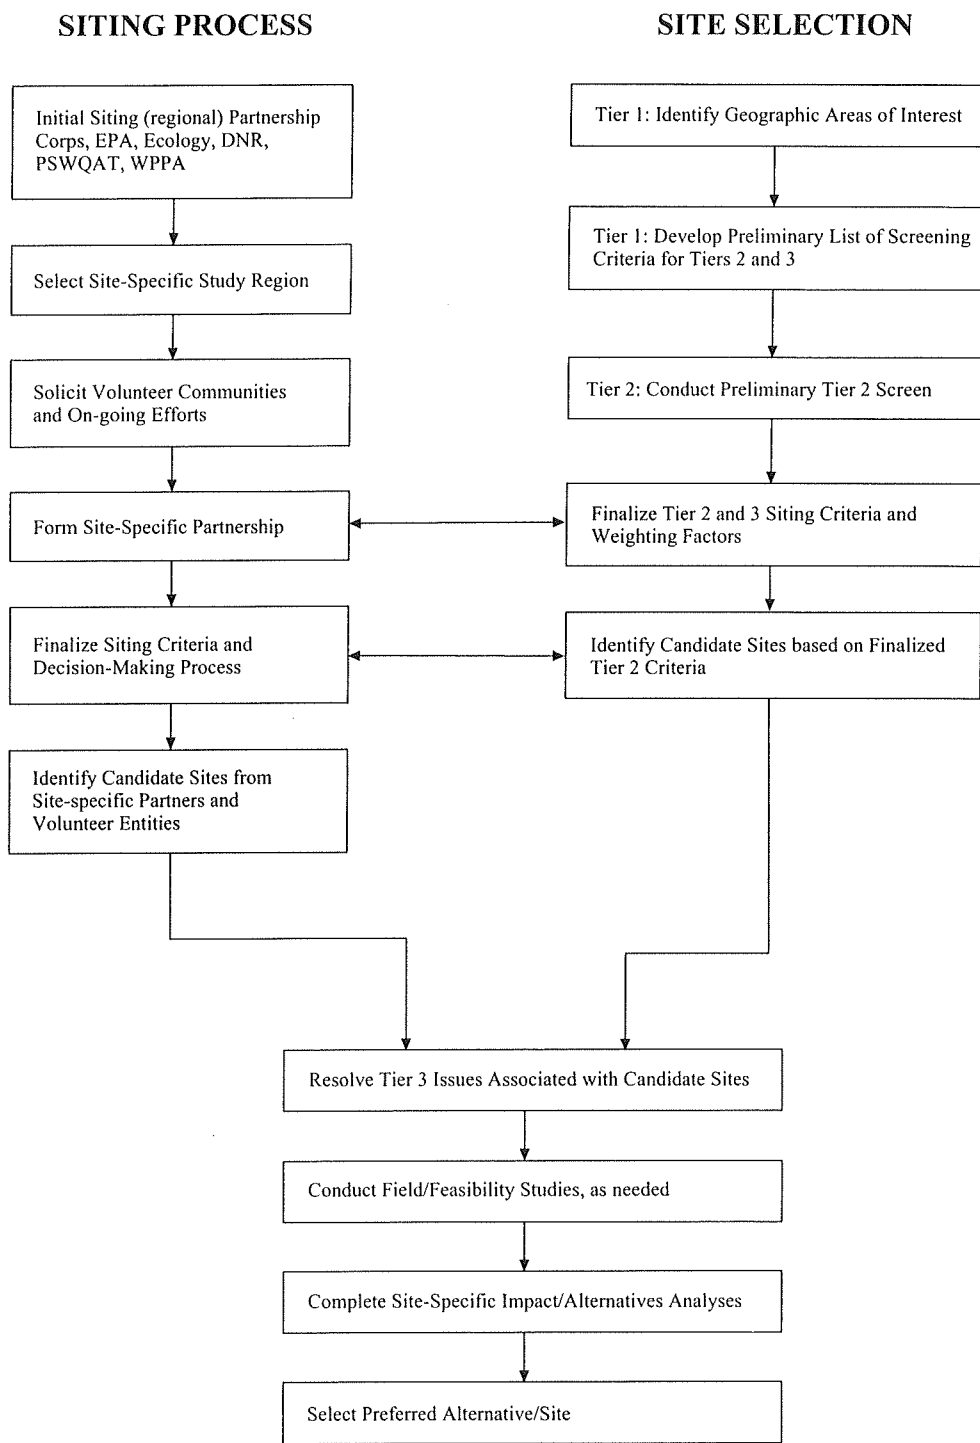 SITING PROCESS
Initial Siting (regional) Partnership
Corps, EPA, Ecology, DNR,
PSWQAT, WPPA
Select Site-Specific Study Region
Solicit Volunteer Communities
and On-going Efforts
Form Site-Specific Partnership
Finalize Siting Criteria and
Decision-Making Process
Identify Candidate Sites from
Site-specific Partners and
Volunteer Entities
SITE SELECTION
Tier 1: Identify Geographic Areas of Interest
Tier 1: Develop Preliminary List of Screening
Criteria for Tiers 2 and 3
Tier 2: Conduct Preliminary Tier 2 Screen
Finalize Tier 2 and 3 Siting Criteria and
Weighting Factors
Identify Candidate Sites based on Finalized
Tier 2 Criteria
Resolve Tier 3 Issues Associated with Candidate Sites
Conduct Field/Feasibility Studies, as needed
Complete Site-Specific Impact/Alternatives Analyses
Select Preferred Alternative/Site